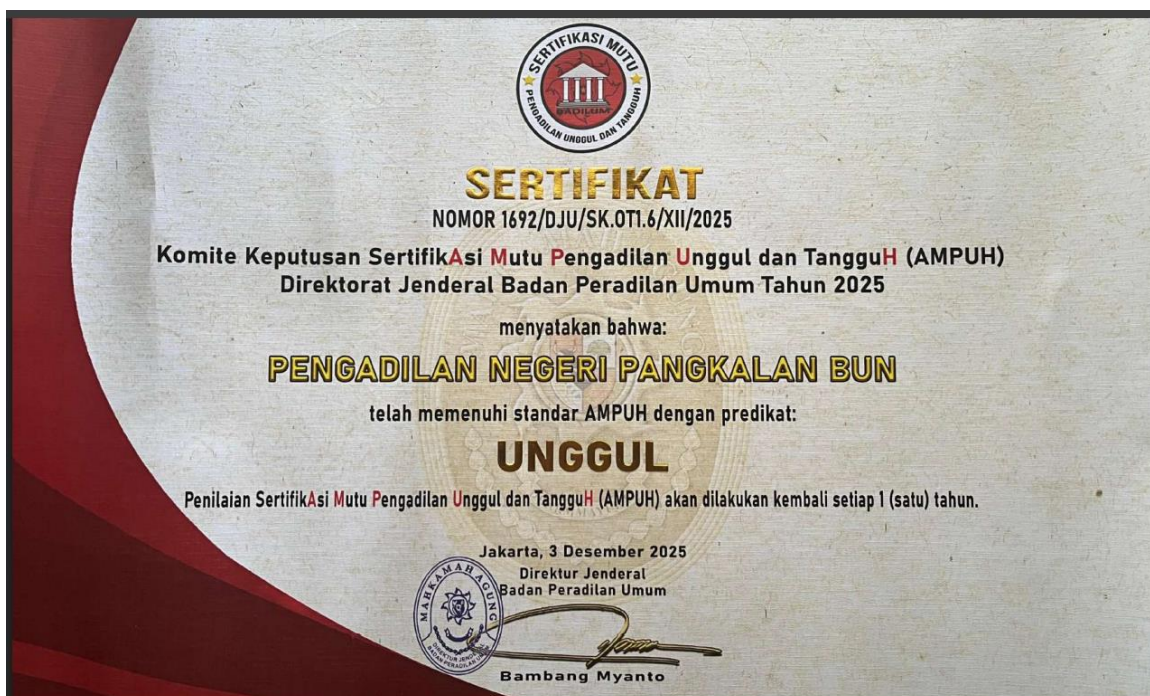 SERTIFIKASI MUTU
BADILUM
PENGADILAN UNGGUL DAN TANGGUH
SERTIFIKAT
NOMOR 1692/DJU/SK.OT1.6/XII/2025
Komite Keputusan SertifikAsi Mutu Pengadilan Unggul dan TangguH (AMPUH)
Direktorat Jenderal Badan Peradilan Umum Tahun 2025
menyatakan bahwa:
PENGADILAN NEGERI PANGKALAN BUN
telah memenuhi standar AMPUH dengan predikat:
UNGGUL
Penilaian SertifikAsi Mutu Pengadilan Unggul dan TangguH (AMPUH) akan dilakukan kembali setiap 1 (satu) tahun.
Jakarta, 3 Desember 2025
Direktur Jenderal
Badan Peradilan Umum
MAHKAMAH AGUNG
Bambang Myanto